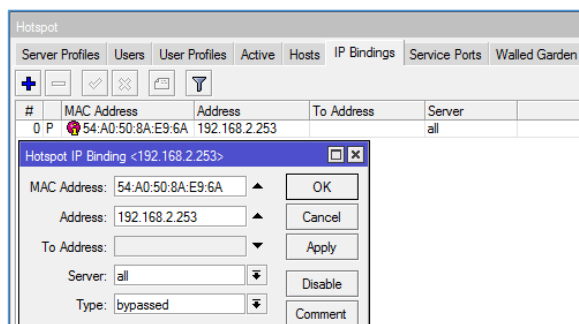 Hotspot
Server Profiles Users User Profiles Active Hosts IP Bindings Service Ports Walled Garden
# MAC Address Address To Address Server
0 P 54:A0:50:8A:E9:6A 192.168.2.253 all
Hotspot IP Binding <192.168.2.253>
MAC Address: 54:A0:50:8A:E9:6A OK
Address: 192.168.2.253 Cancel
To Address: Apply
Server: all Disable
Type: bypassed Comment